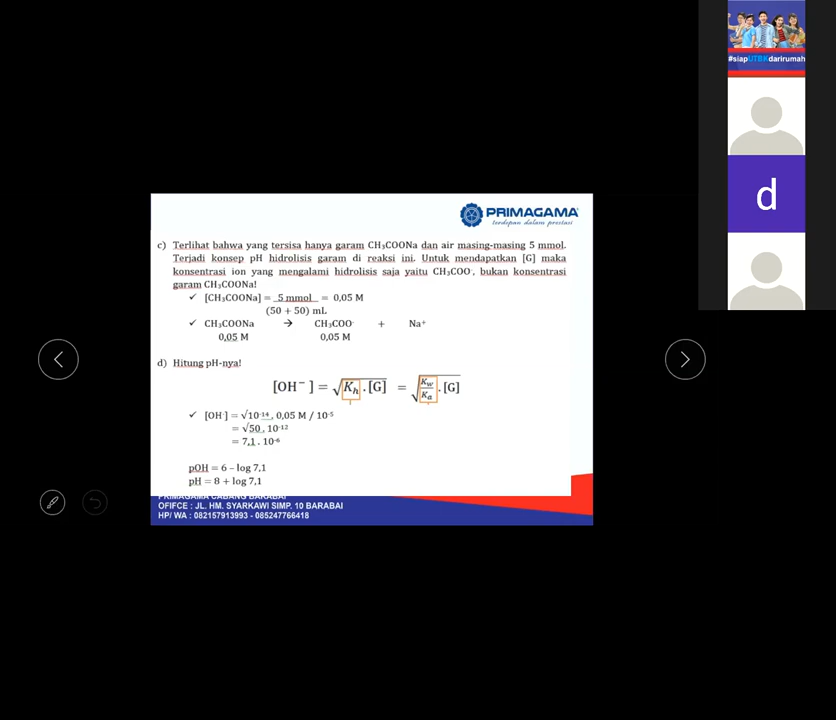 #siapUTBKdarirumah
d
PRIMAGAMA
terdepan dalam prestasi
c) Terlihat bahwa yang tersisa hanya garam CH₃COONa dan air masing-masing 5 mmol.
Terjadi konsep pH hidrolisis garam di reaksi ini. Untuk mendapatkan [G] maka
konsentrasi ion yang mengalami hidrolisis saja yaitu CH₃COO⁻, bukan konsentrasi
garam CH₃COONa!
✓ [CH₃COONa] = 5 mmol = 0,05 M
(50 + 50) mL
✓ CH₃COONa → CH₃COO⁻ + Na⁺
0,05 M 0,05 M
d) Hitung pH-nya!
[OH⁻] = √Kₕ . [G] = √Kw/Ka . [G]
✓ [OH⁻] = √10⁻¹⁴ . 0,05 M / 10⁻⁵
= √50 . 10⁻¹²
= 7,1 . 10⁻⁶
pOH = 6 – log 7,1
pH = 8 + log 7,1
PRIMAGAMA CABANG BARABAI
OFIFCE : JL. HM. SYARKAWI SIMP. 10 BARABAI
HP/ WA : 082157913993 - 085247766418